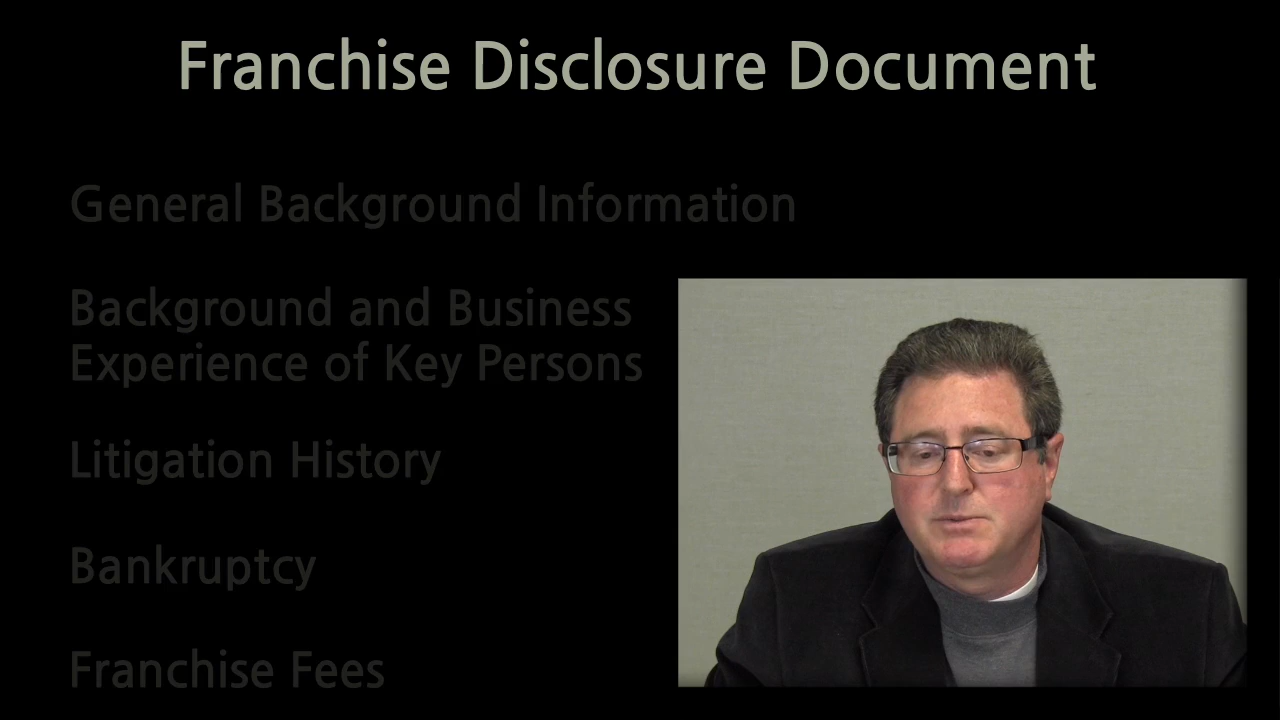 Franchise Disclosure Document
General Background Information
Background and Business
Experience of Key Persons
Litigation History
Bankruptcy
Franchise Fees